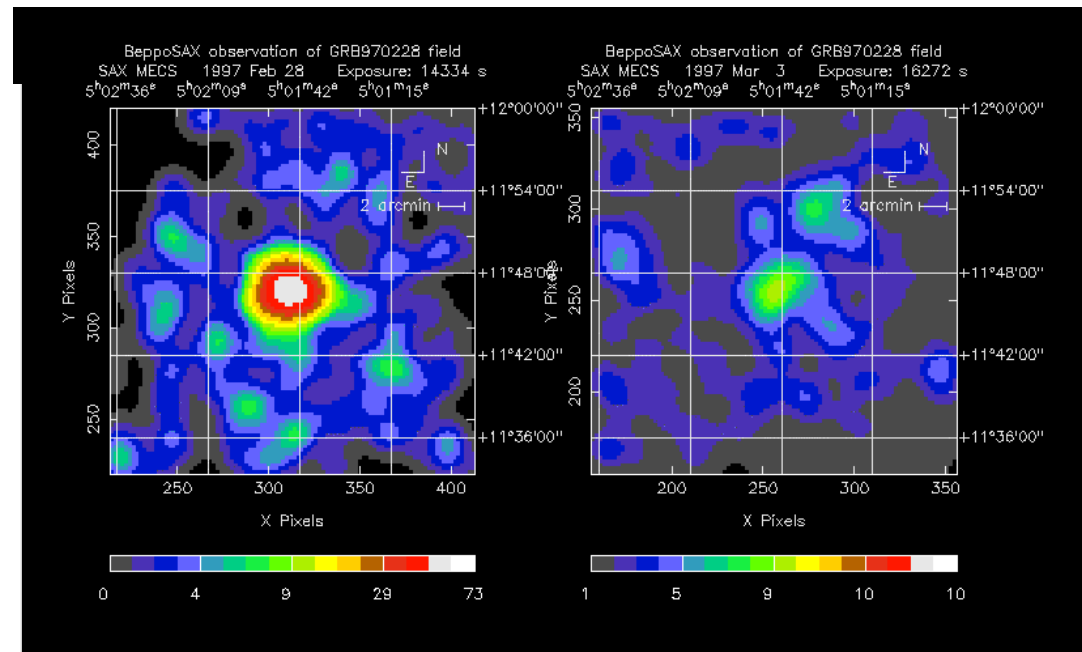 BeppoSAX observation of GRB970228 field
SAX MECS 1997 Feb 28 Exposure: 14334 s
5ʰ02ᵐ36ˢ 5ʰ02ᵐ09ˢ 5ʰ01ᵐ42ˢ 5ʰ01ᵐ15ˢ
+12°00'00"
N
E
+11°54'00"
2 arcmin
+11°48'00"
+11°42'00"
+11°36'00"
400
350
300
250
Y Pixels
250 300 350 400
X Pixels
0 4 9 29 73
BeppoSAX observation of GRB970228 field
SAX MECS 1997 Mar 3 Exposure: 16272 s
5ʰ02ᵐ36ˢ 5ʰ02ᵐ09ˢ 5ʰ01ᵐ42ˢ 5ʰ01ᵐ15ˢ
+12°00'00"
N
E
+11°54'00"
2 arcmin
+11°48'00"
+11°42'00"
+11°36'00"
350
300
250
200
Y Pixels
200 250 300 350
X Pixels
1 5 9 10 10